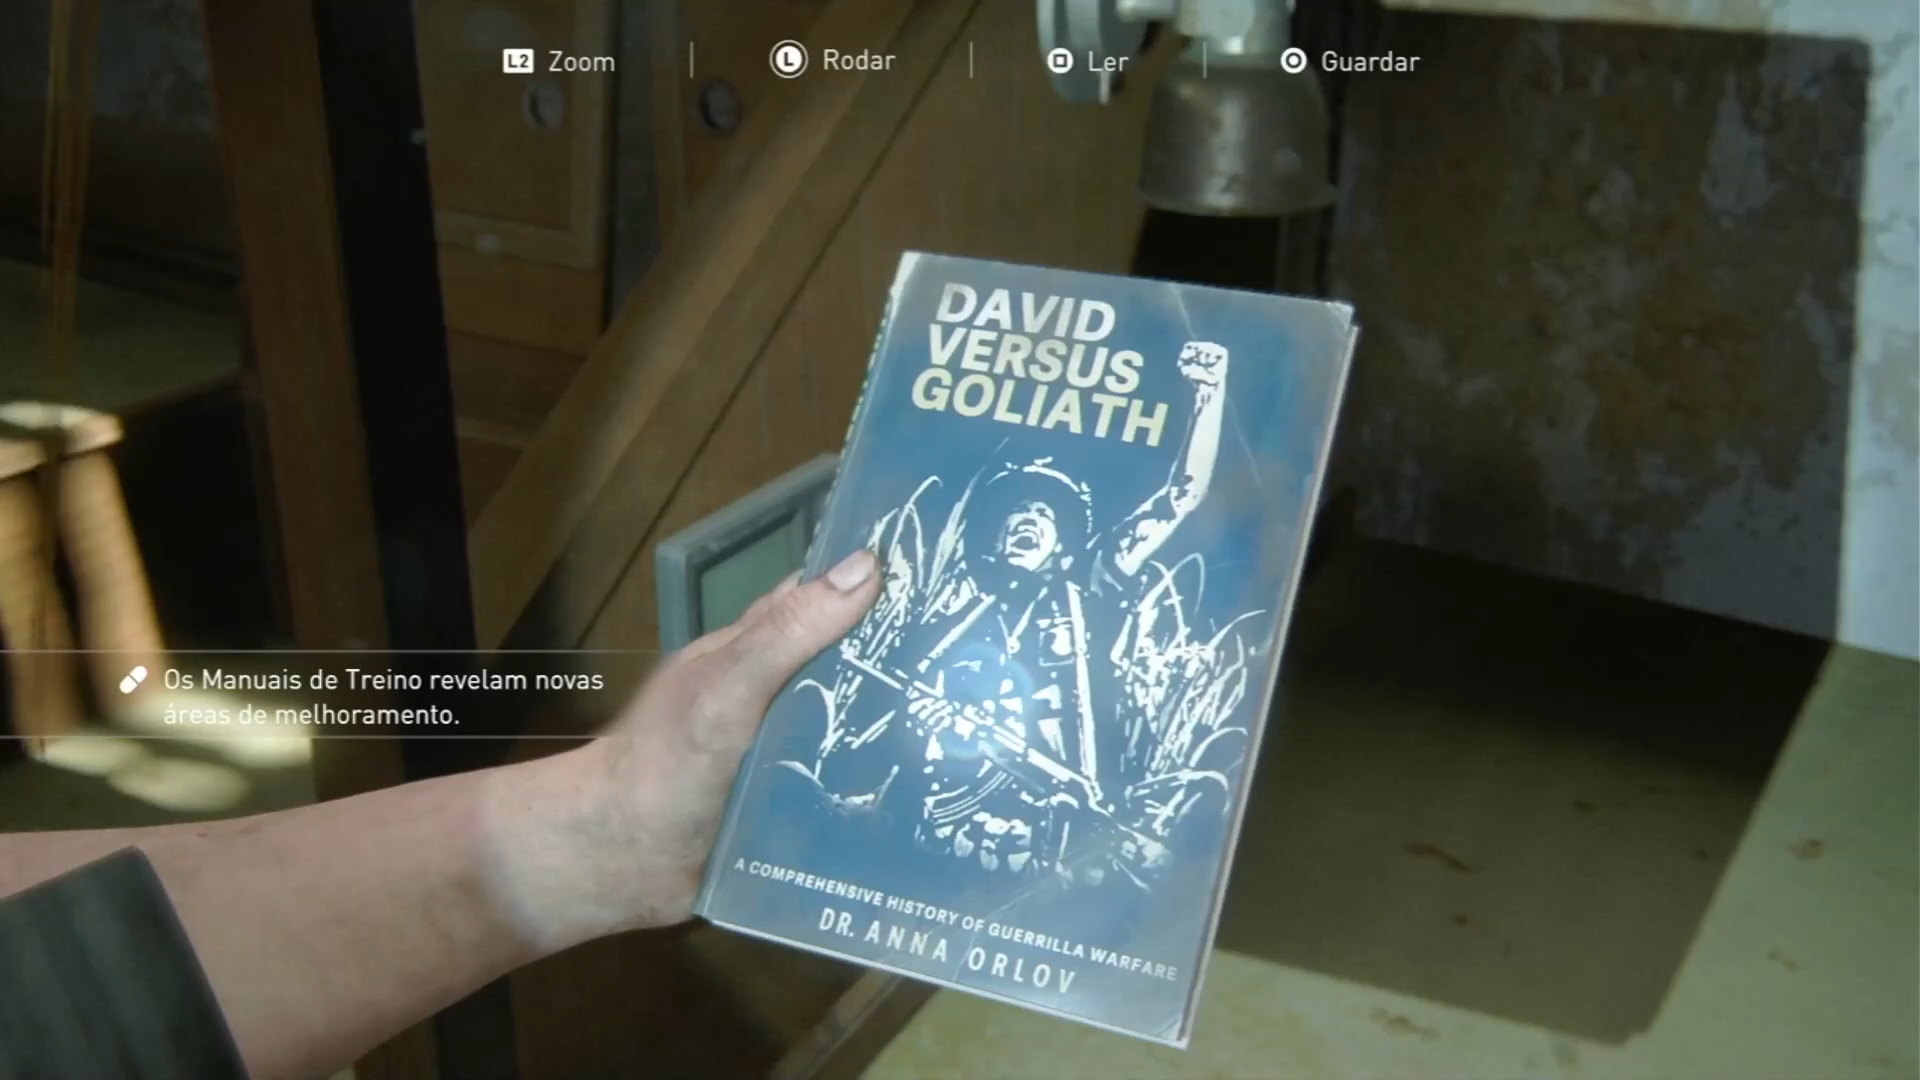 L2 Zoom
L Rodar
Ler
Guardar
DAVID
VERSUS
GOLIATH
Os Manuais de Treino revelam novas
áreas de melhoramento.
A COMPREHENSIVE HISTORY OF GUERRILLA WARFARE
DR. ANNA ORLOV